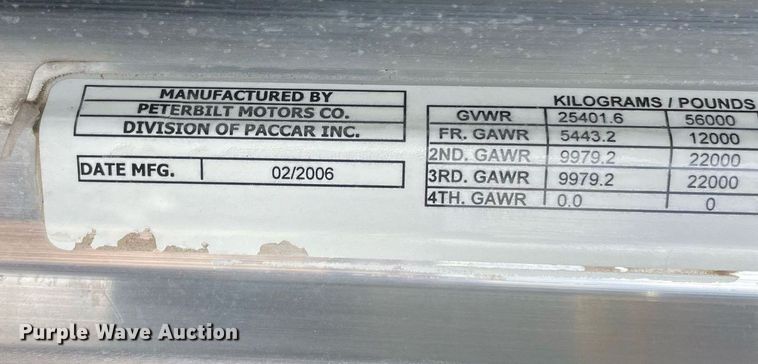 MANUFACTURED BY
PETERBILT MOTORS CO.
DIVISION OF PACCAR INC.
DATE MFG. 02/2006
KILOGRAMS / POUNDS
GVWR 25401.6 56000
FR. GAWR 5443.2 12000
2ND. GAWR 9979.2 22000
3RD. GAWR 9979.2 22000
4TH. GAWR 0.0 0
Purple Wave Auction